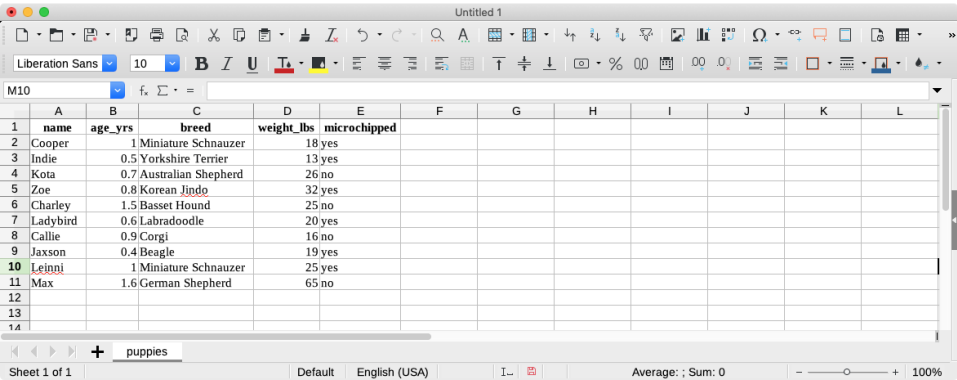 Untitled 1
Liberation Sans 10
M10
A B C D E F G H I J K L
1 name age_yrs breed weight_lbs microchipped
2 Cooper 1 Miniature Schnauzer 18 yes
3 Indie 0.5 Yorkshire Terrier 13 yes
4 Kota 0.7 Australian Shepherd 26 no
5 Zoe 0.8 Korean Jindo 32 yes
6 Charley 1.5 Basset Hound 25 no
7 Ladybird 0.6 Labradoodle 20 yes
8 Callie 0.9 Corgi 16 no
9 Jaxson 0.4 Beagle 19 yes
10 Leinni 1 Miniature Schnauzer 25 yes
11 Max 1.6 German Shepherd 65 no
12
13
14
puppies
Sheet 1 of 1 Default English (USA) Average: ; Sum: 0 100%